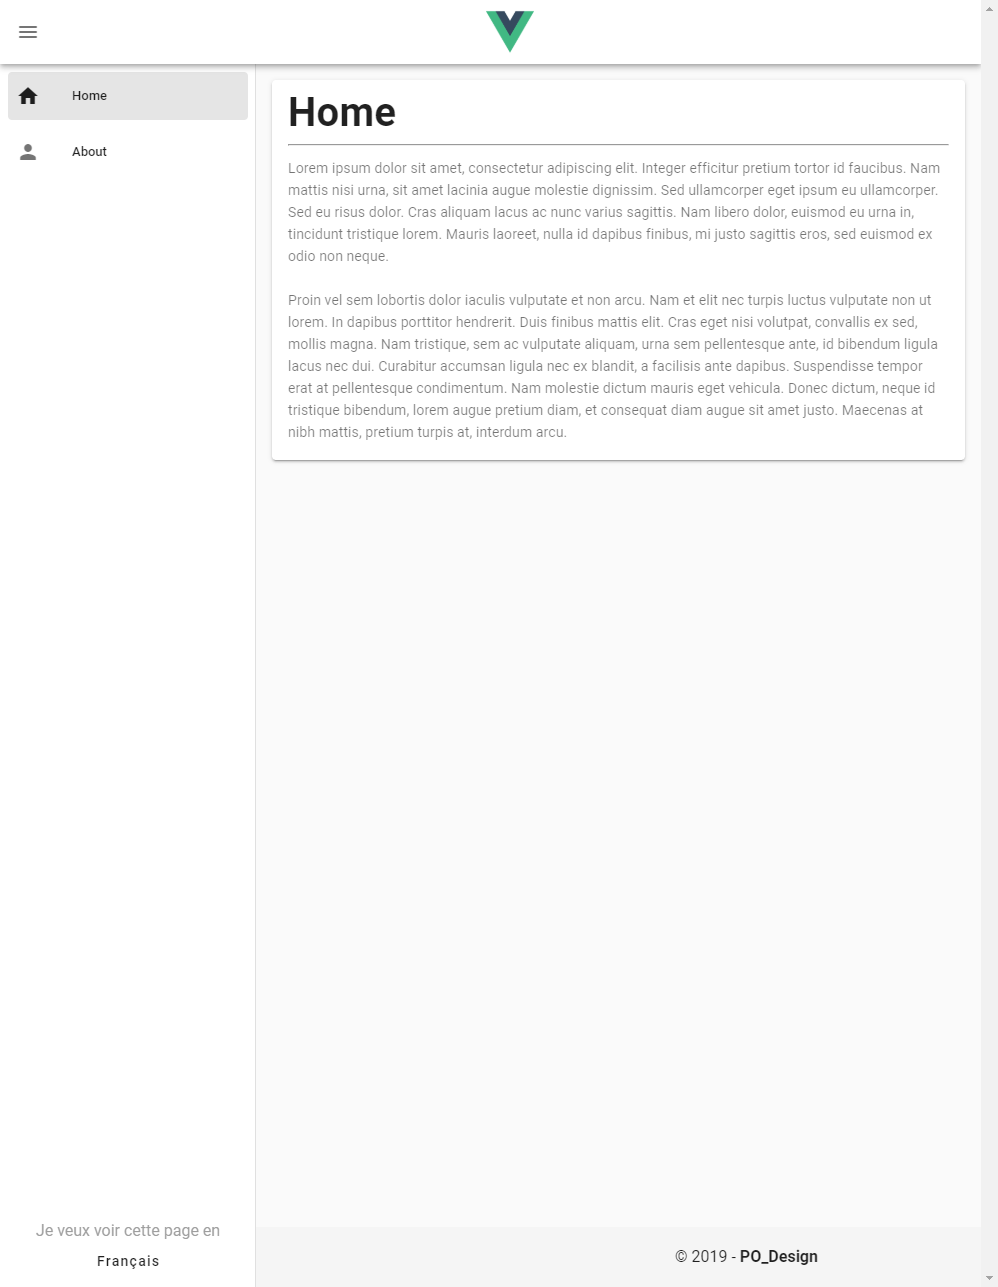 Home
About
Home
Lorem ipsum dolor sit amet, consectetur adipiscing elit. Integer efficitur pretium tortor id faucibus. Nam
mattis nisi urna, sit amet lacinia augue molestie dignissim. Sed ullamcorper eget ipsum eu ullamcorper.
Sed eu risus dolor. Cras aliquam lacus ac nunc varius sagittis. Nam libero dolor, euismod eu urna in,
tincidunt tristique lorem. Mauris laoreet, nulla id dapibus finibus, mi justo sagittis eros, sed euismod ex
odio non neque.
Proin vel sem lobortis dolor iaculis vulputate et non arcu. Nam et elit nec turpis luctus vulputate non ut
lorem. In dapibus porttitor hendrerit. Duis finibus mattis elit. Cras eget nisi volutpat, convallis ex sed,
mollis magna. Nam tristique, sem ac vulputate aliquam, urna sem pellentesque ante, id bibendum ligula
lacus nec dui. Curabitur accumsan ligula nec ex blandit, a facilisis ante dapibus. Suspendisse tempor
erat at pellentesque condimentum. Nam molestie dictum mauris eget vehicula. Donec dictum, neque id
tristique bibendum, lorem augue pretium diam, et consequat diam augue sit amet justo. Maecenas at
nibh mattis, pretium turpis at, interdum arcu.
Je veux voir cette page en
Français
© 2019 - PO_Design